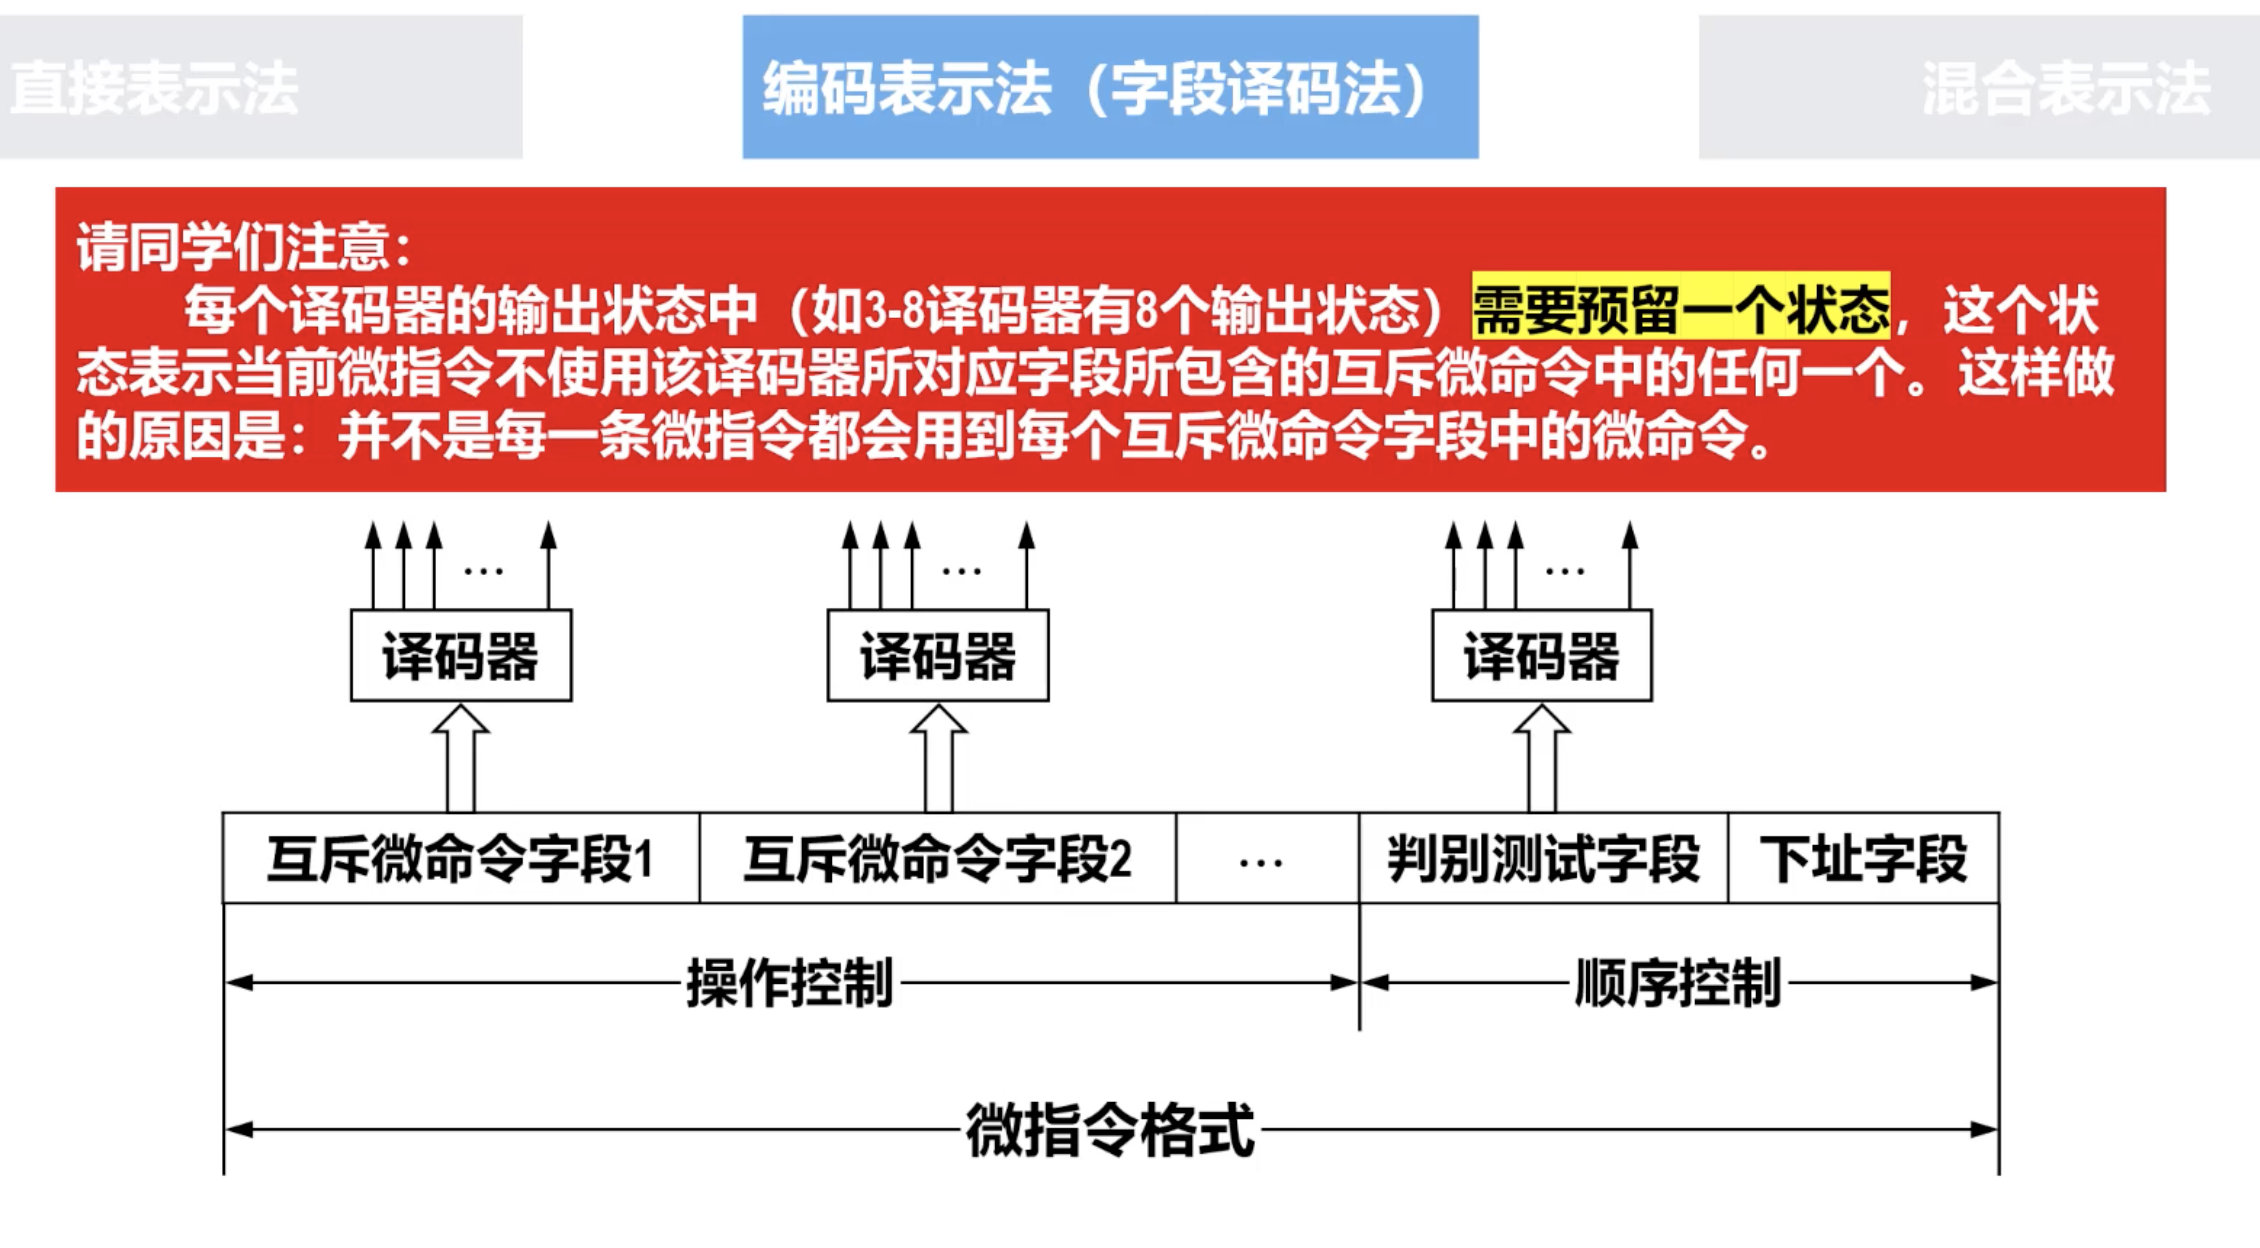 直接表示法
编码表示法（字段译码法）
混合表示法
请同学们注意：
每个译码器的输出状态中（如3-8译码器有8个输出状态）需要预留一个状态，这个状
态表示当前微指令不使用该译码器所对应字段所包含的互斥微命令中的任何一个。这样做
的原因是：并不是每一条微指令都会用到每个互斥微命令字段中的微命令。
… … …
译码器 译码器 译码器
互斥微命令字段1 互斥微命令字段2 … 判别测试字段 下址字段
操作控制 顺序控制
微指令格式